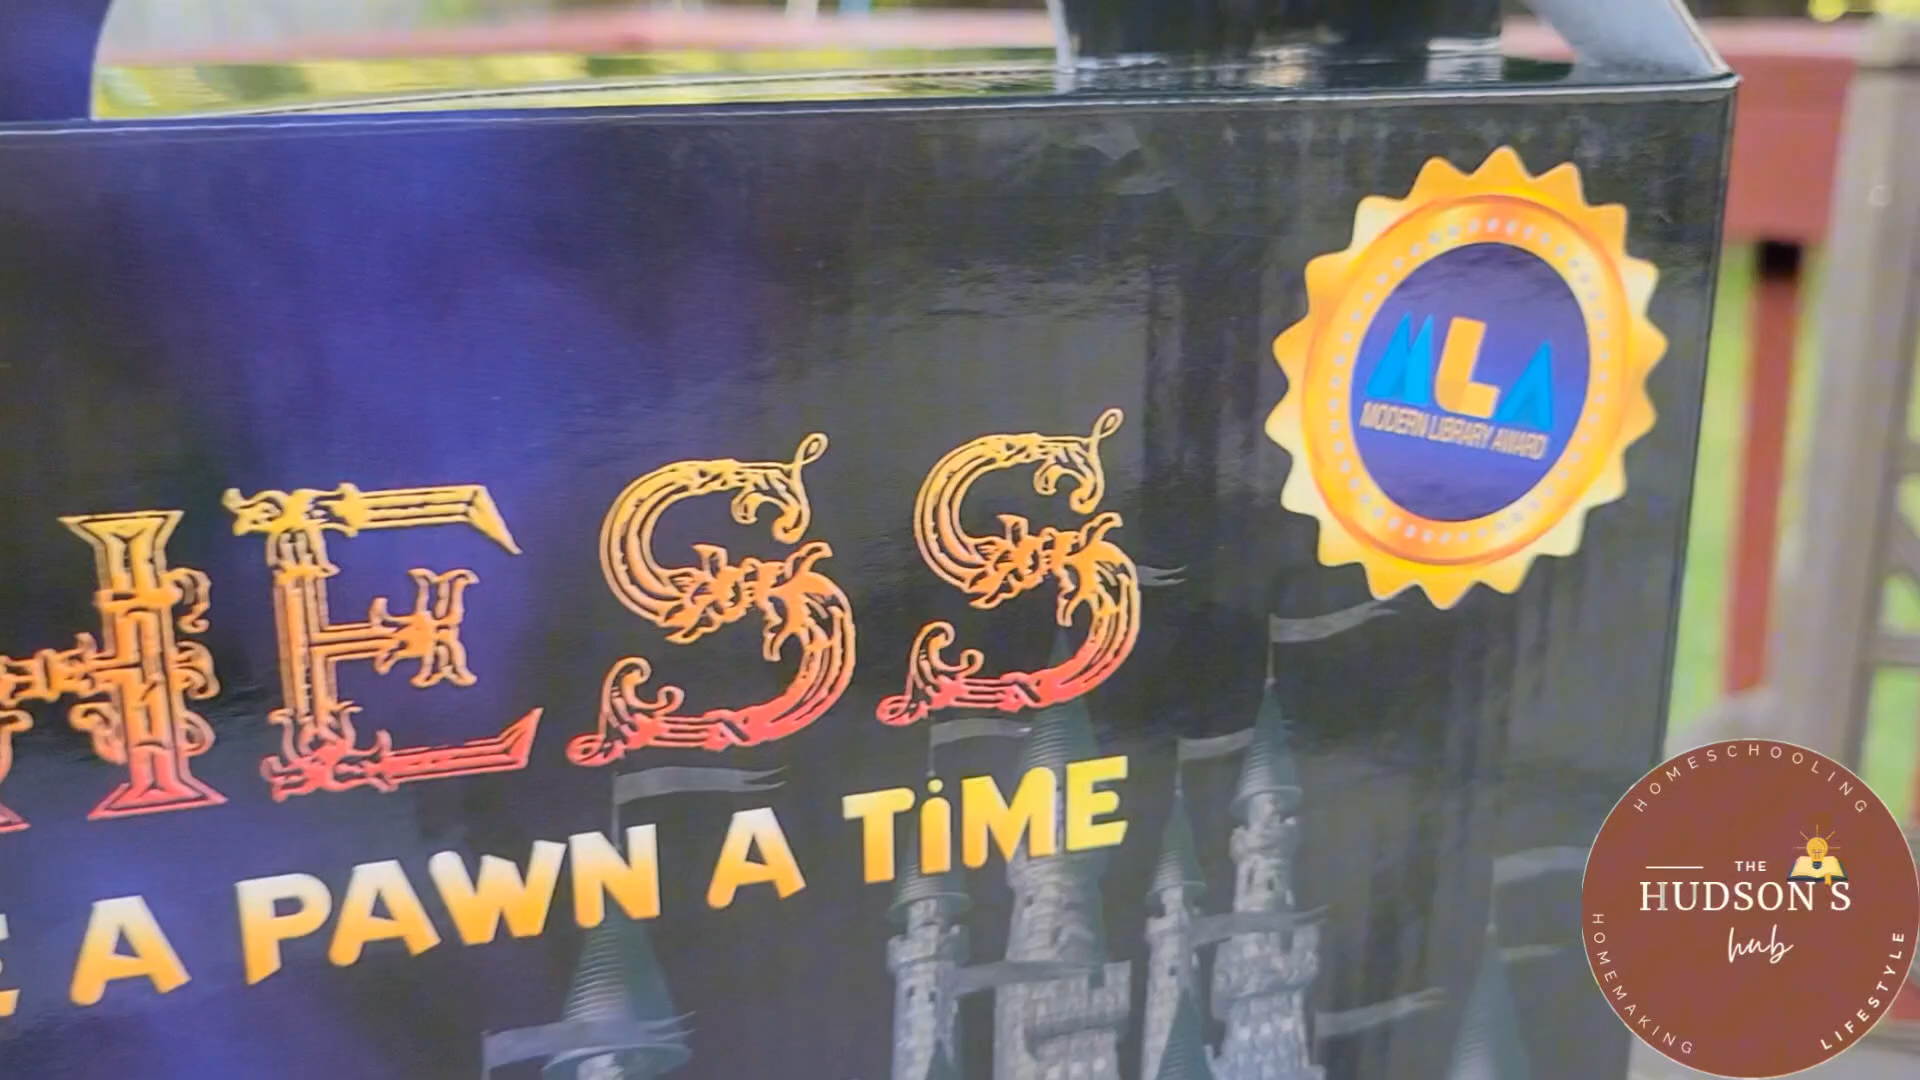 HESS
A PAWN A TiME
MLA
MODERN LIBRARY AWARD
HOMESCHOOLING
THE
HUDSON'S
hub
HOMEMAKING
LIFESTYLE